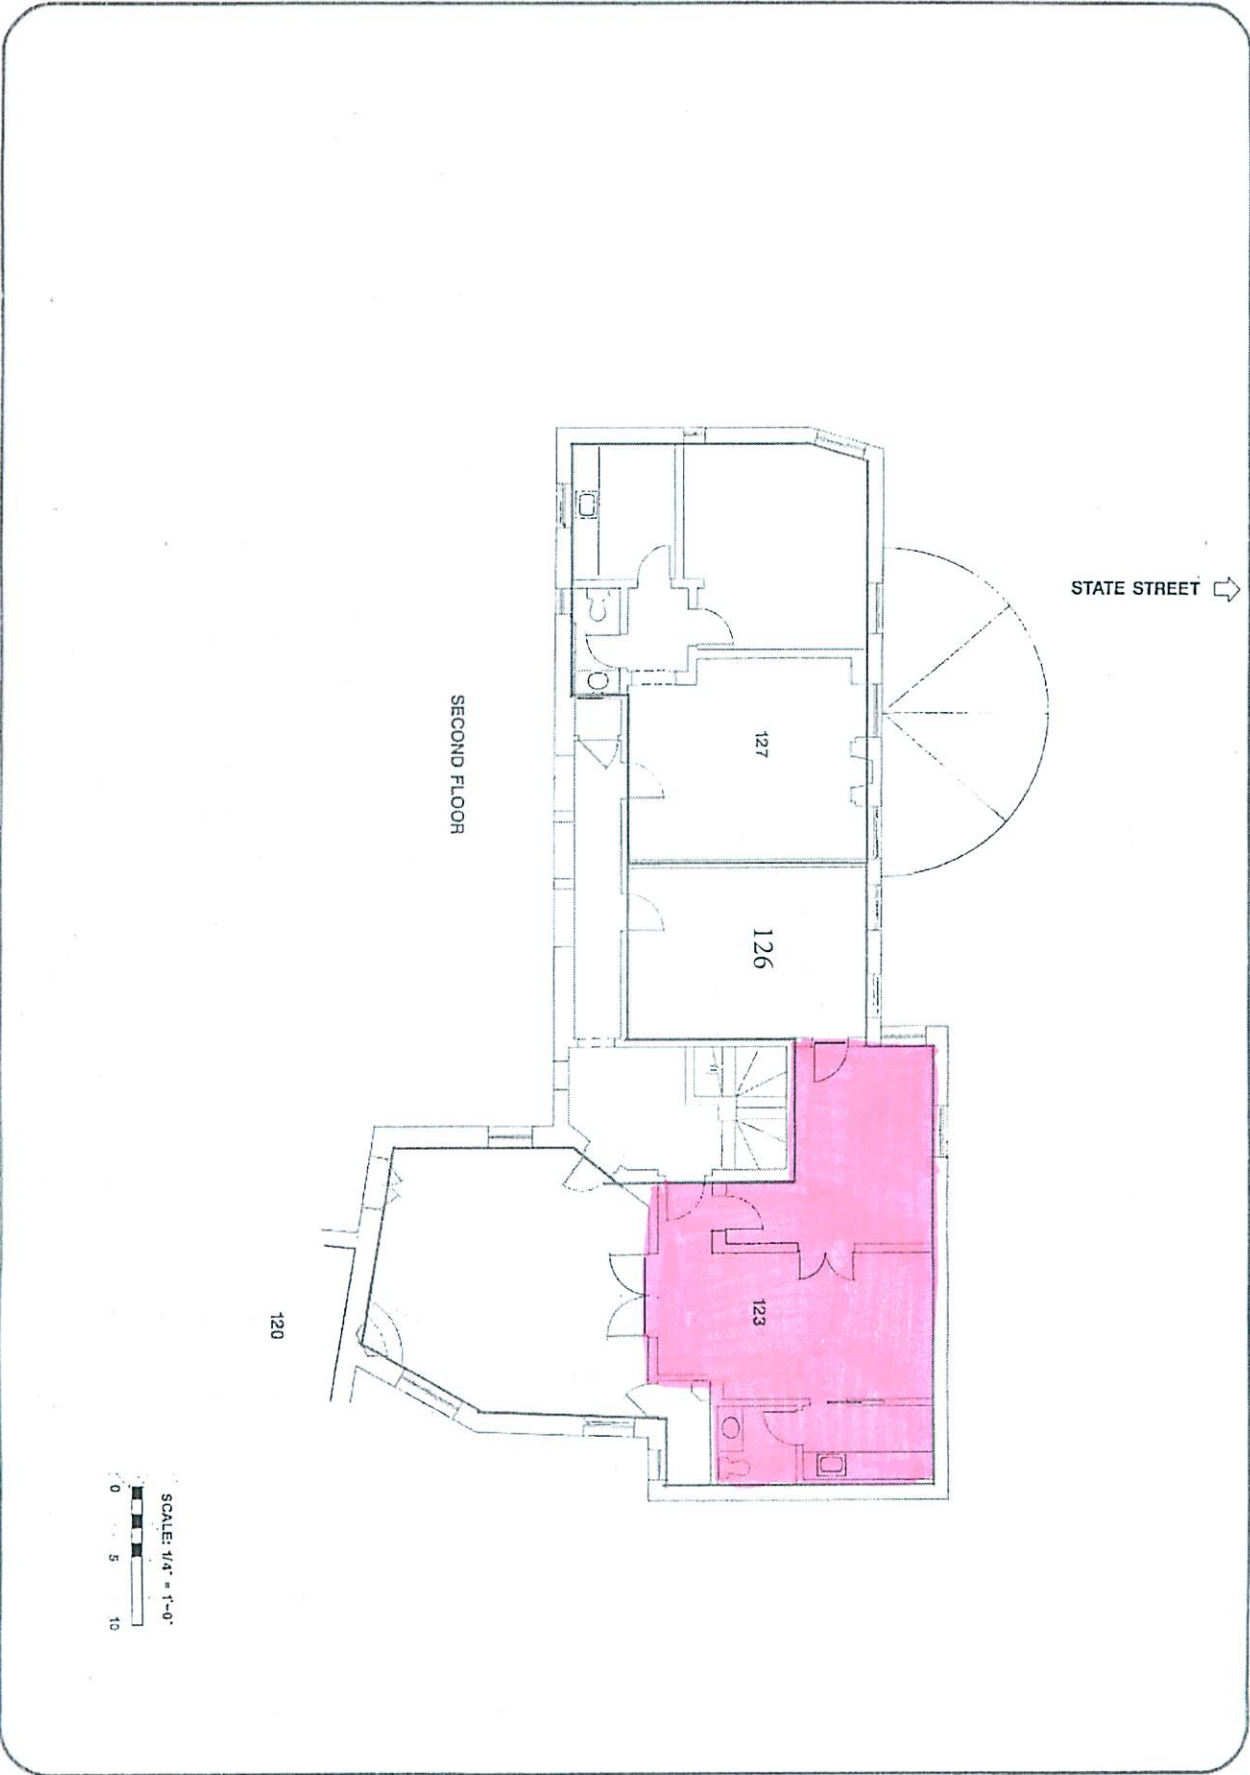 STATE STREET
127
SECOND FLOOR
126
123
120
SCALE: 1/4" = 1'-0"
0 5 10